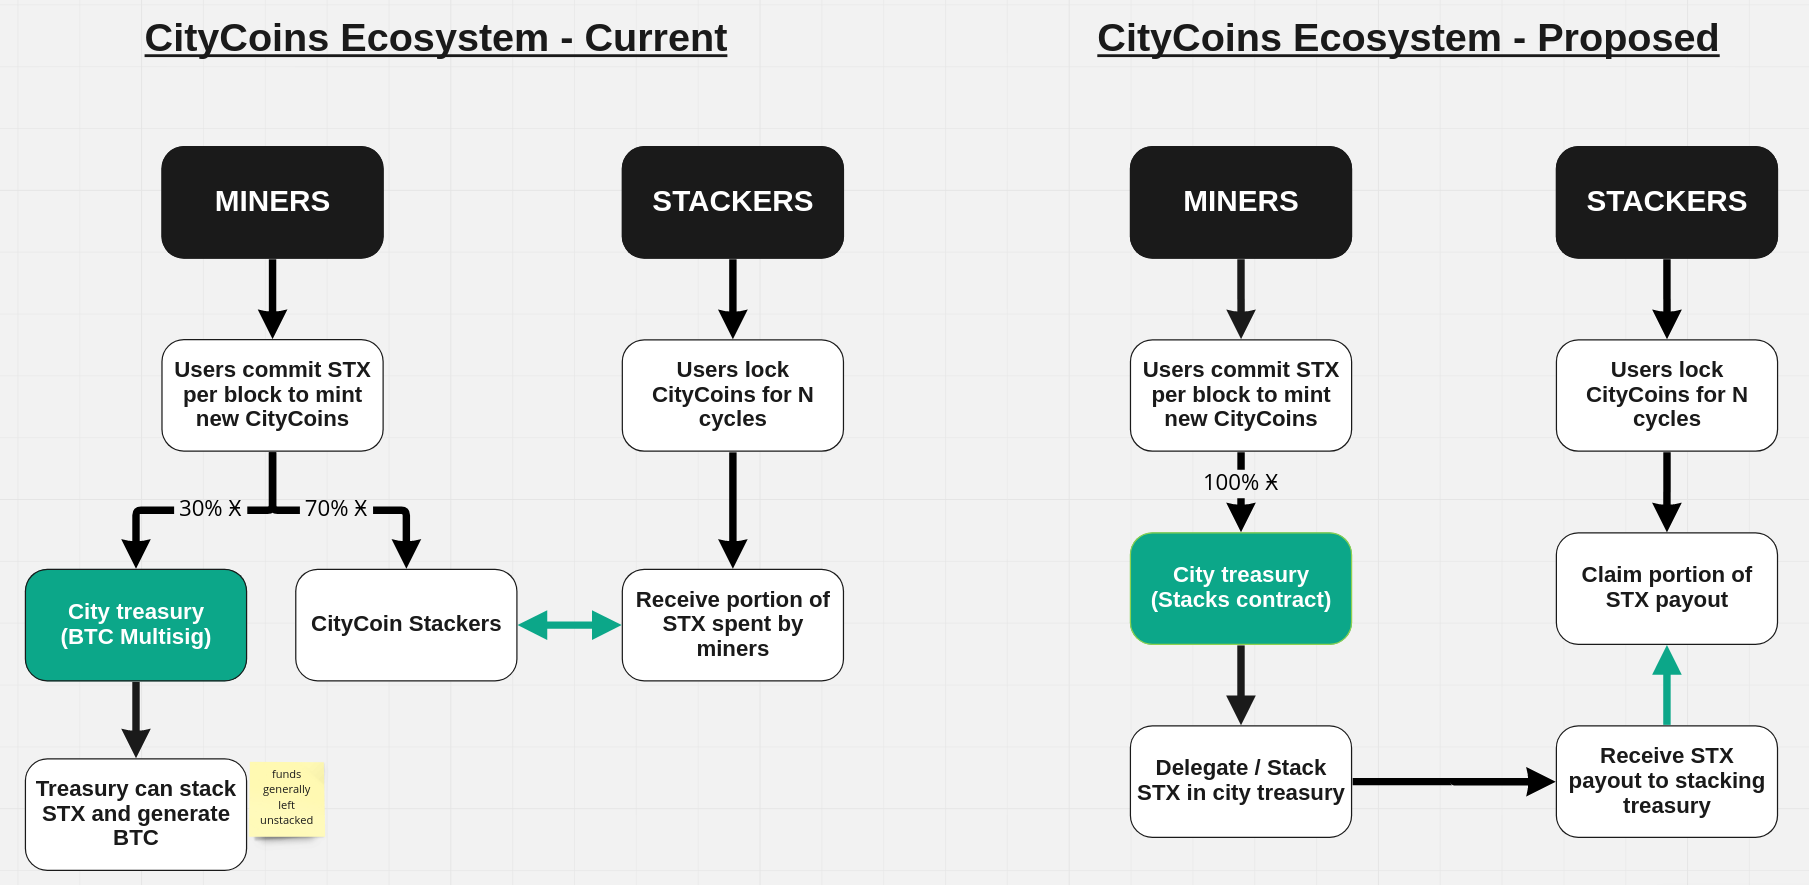 CityCoins Ecosystem - Current
MINERS
STACKERS
Users commit STX
per block to mint
new CityCoins
Users lock
CityCoins for N
cycles
30% Ӿ
70% Ӿ
City treasury
(BTC Multisig)
CityCoin Stackers
Receive portion of
STX spent by
miners
Treasury can stack
STX and generate
BTC
funds
generally
left
unstacked
CityCoins Ecosystem - Proposed
MINERS
STACKERS
Users commit STX
per block to mint
new CityCoins
Users lock
CityCoins for N
cycles
100% Ӿ
City treasury
(Stacks contract)
Claim portion of
STX payout
Delegate / Stack
STX in city treasury
Receive STX
payout to stacking
treasury